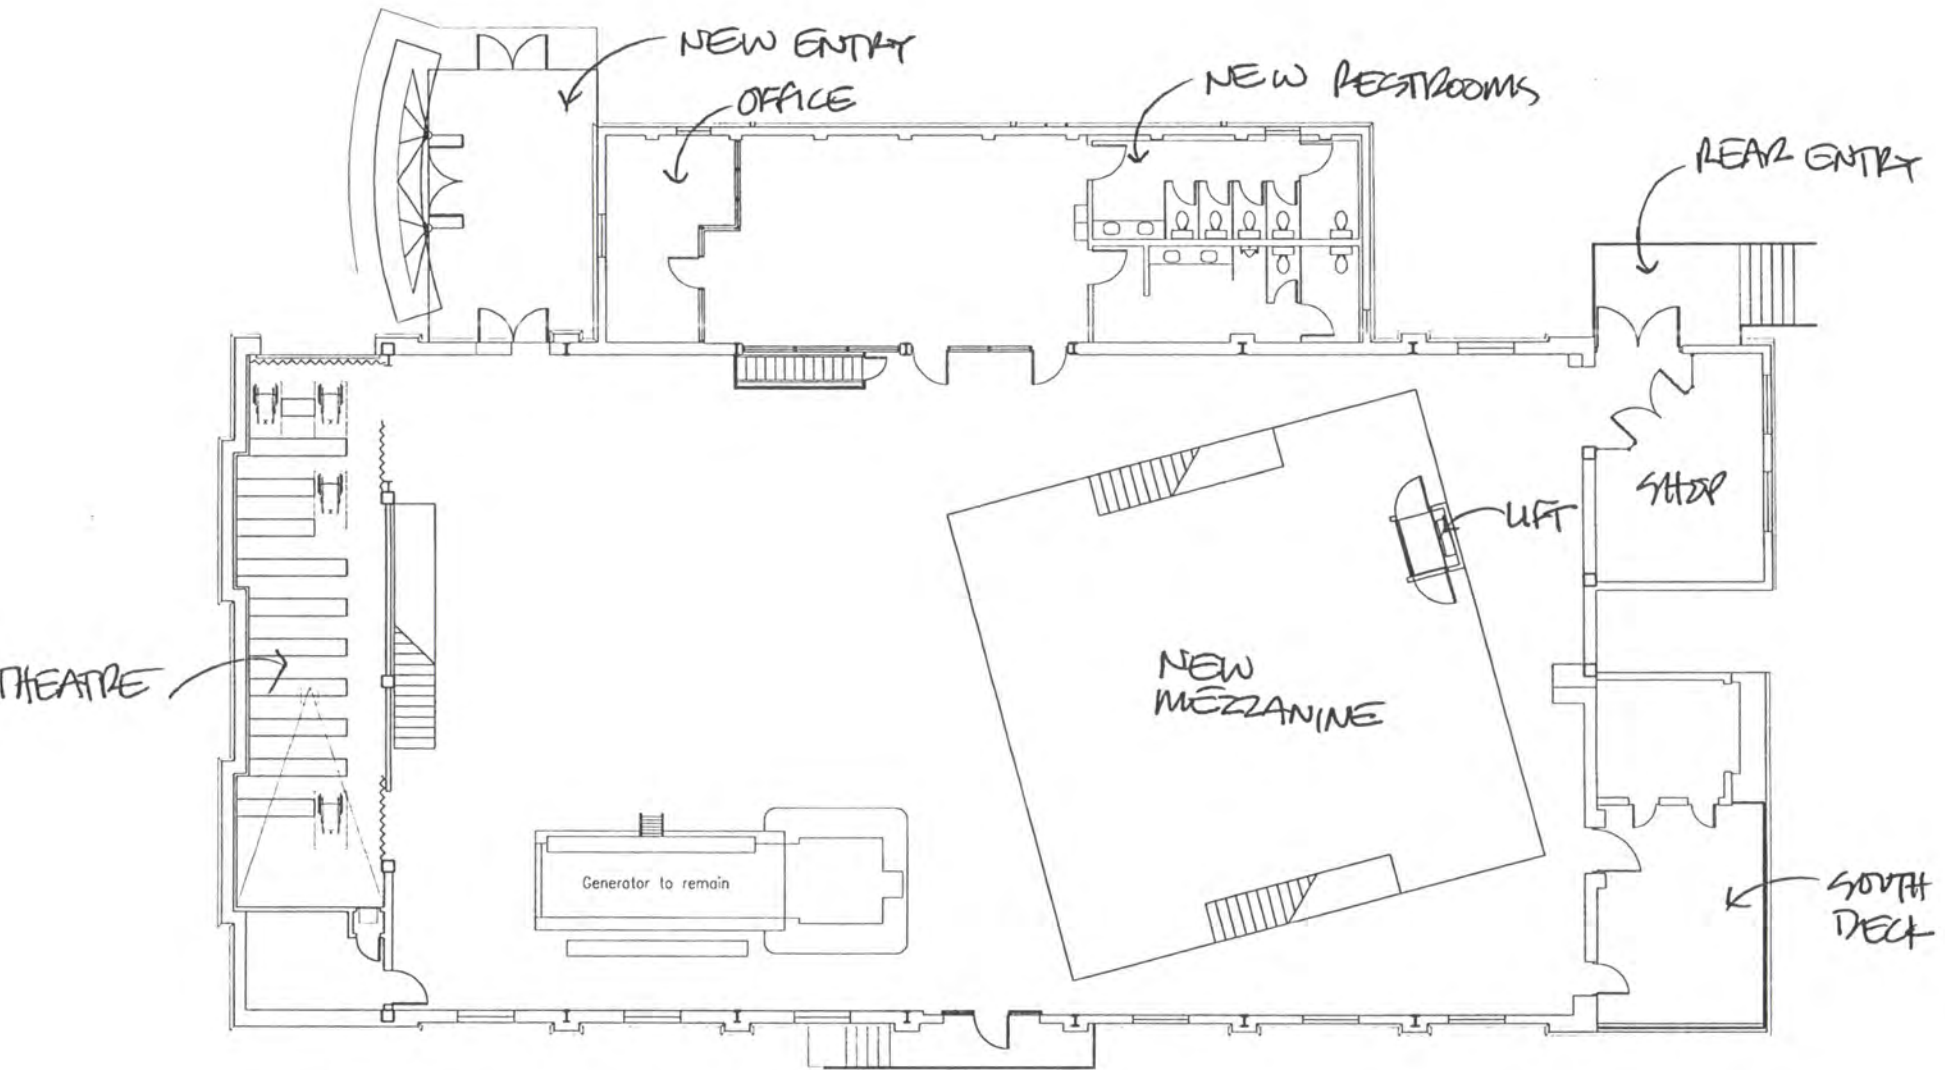 NEW ENTRY
OFFICE
NEW RESTROOMS
REAR ENTRY
SHOP
LIFT
THEATRE
NEW
MEZZANINE
Generator to remain
SOUTH
DECK